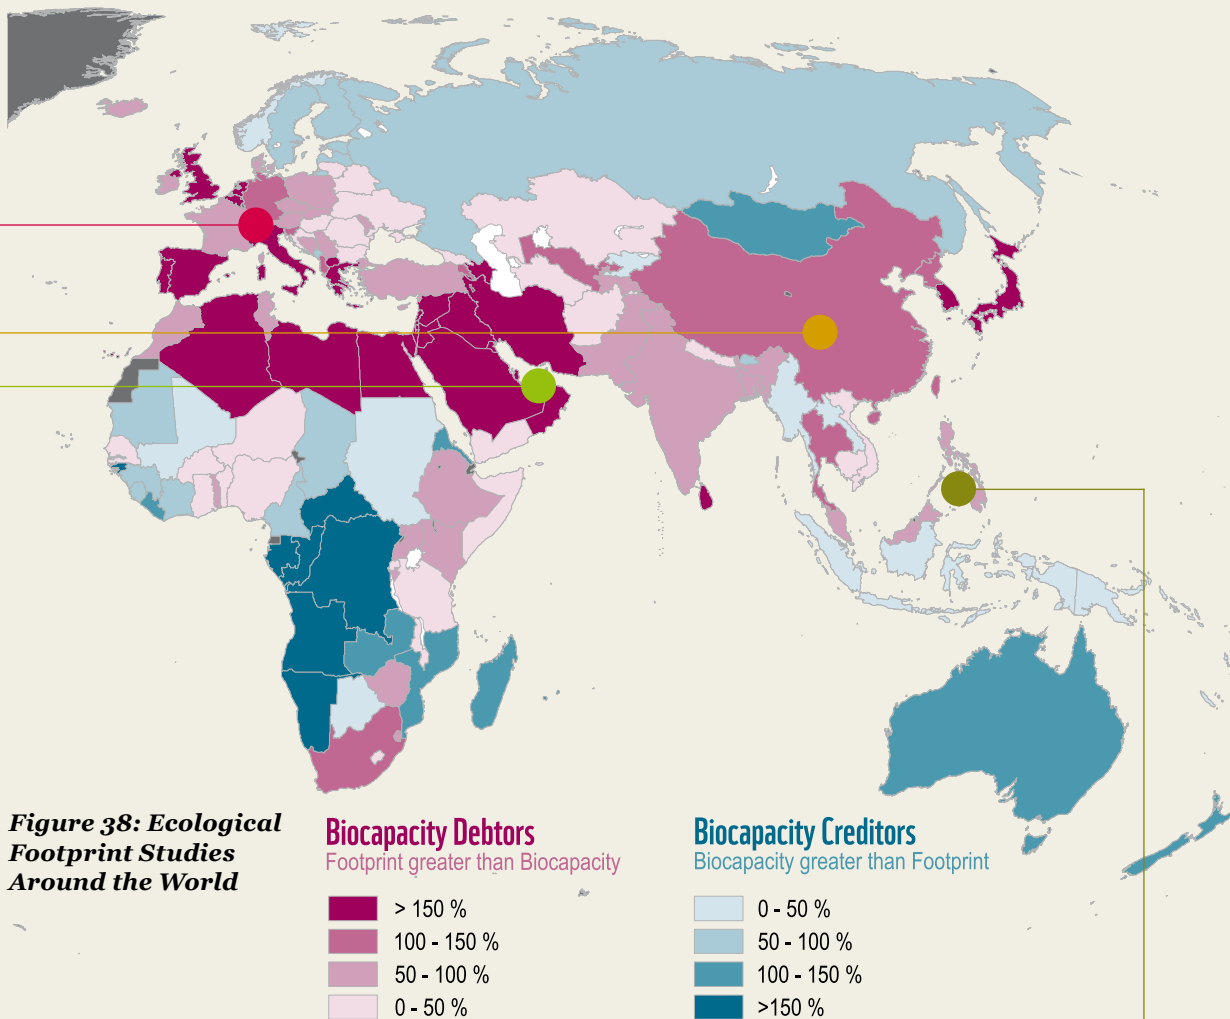 Figure 38: Ecological
Footprint Studies
Around the World
Biocapacity Debtors
Footprint greater than Biocapacity
> 150 %
100 - 150 %
50 - 100 %
0 - 50 %
Biocapacity Creditors
Biocapacity greater than Footprint
0 - 50 %
50 - 100 %
100 - 150 %
>150 %